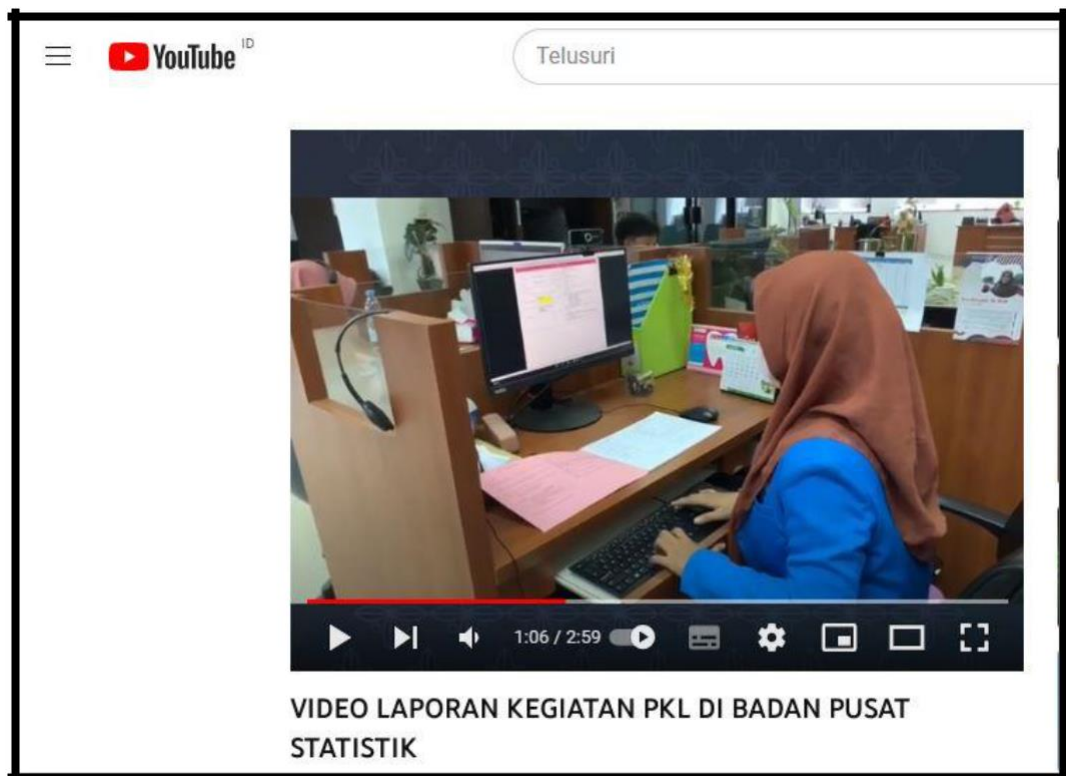 YouTube ID
Telusuri
1:06 / 2:59
VIDEO LAPORAN KEGIATAN PKL DI BADAN PUSAT
STATISTIK